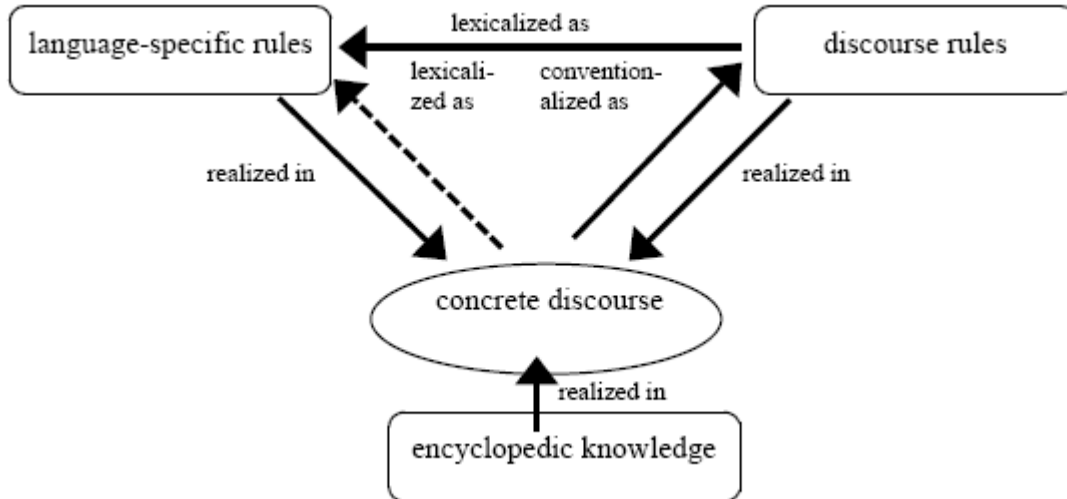 lexicalized as
language-specific rules
discourse rules
lexicali-
zed as
convention-
alized as
realized in
realized in
concrete discourse
realized in
encyclopedic knowledge